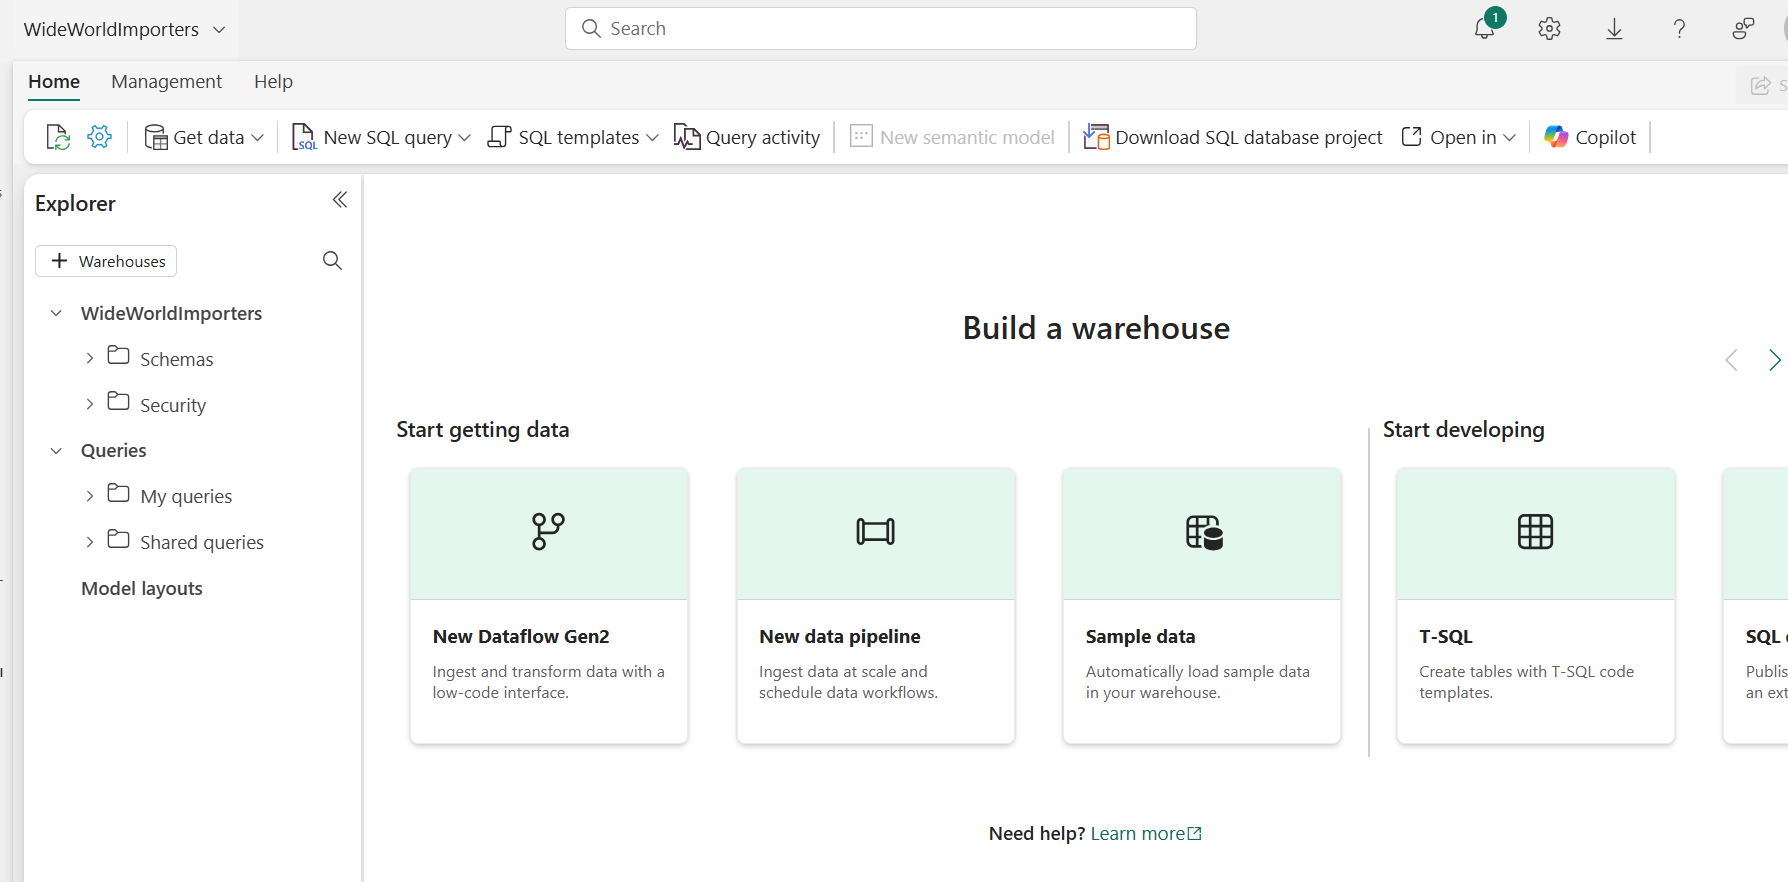 WideWorldImporters
Search
1
Home Management Help
Get data New SQL query SQL templates Query activity New semantic model Download SQL database project Open in Copilot
Explorer
Warehouses
WideWorldImporters
Schemas
Security
Queries
My queries
Shared queries
Model layouts
Build a warehouse
Start getting data
New Dataflow Gen2
Ingest and transform data with a
low-code interface.
New data pipeline
Ingest data at scale and
schedule data workflows.
Sample data
Automatically load sample data
in your warehouse.
Start developing
T-SQL
Create tables with T-SQL code
templates.
SQL
Publis
an ext
Need help? Learn more